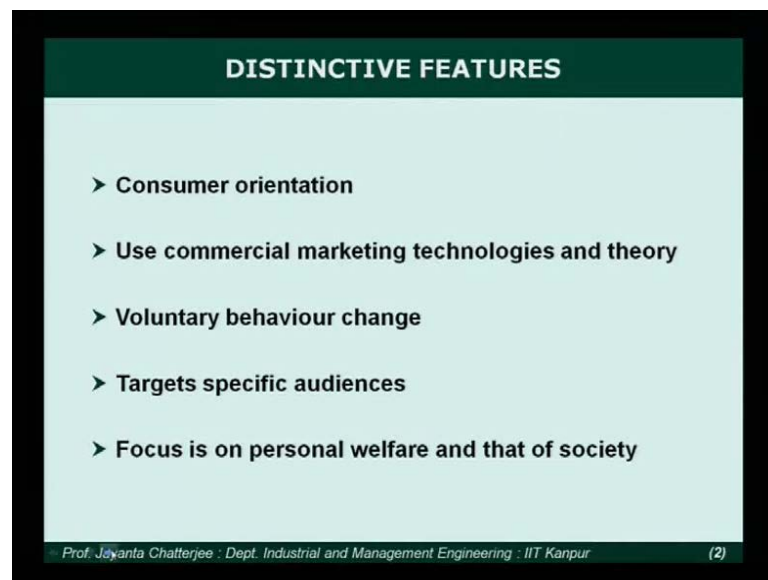 DISTINCTIVE FEATURES
➤ Consumer orientation
➤ Use commercial marketing technologies and theory
➤ Voluntary behaviour change
➤ Targets specific audiences
➤ Focus is on personal welfare and that of society
Prof. Jayanta Chatterjee : Dept. Industrial and Management Engineering : IIT Kanpur (2)